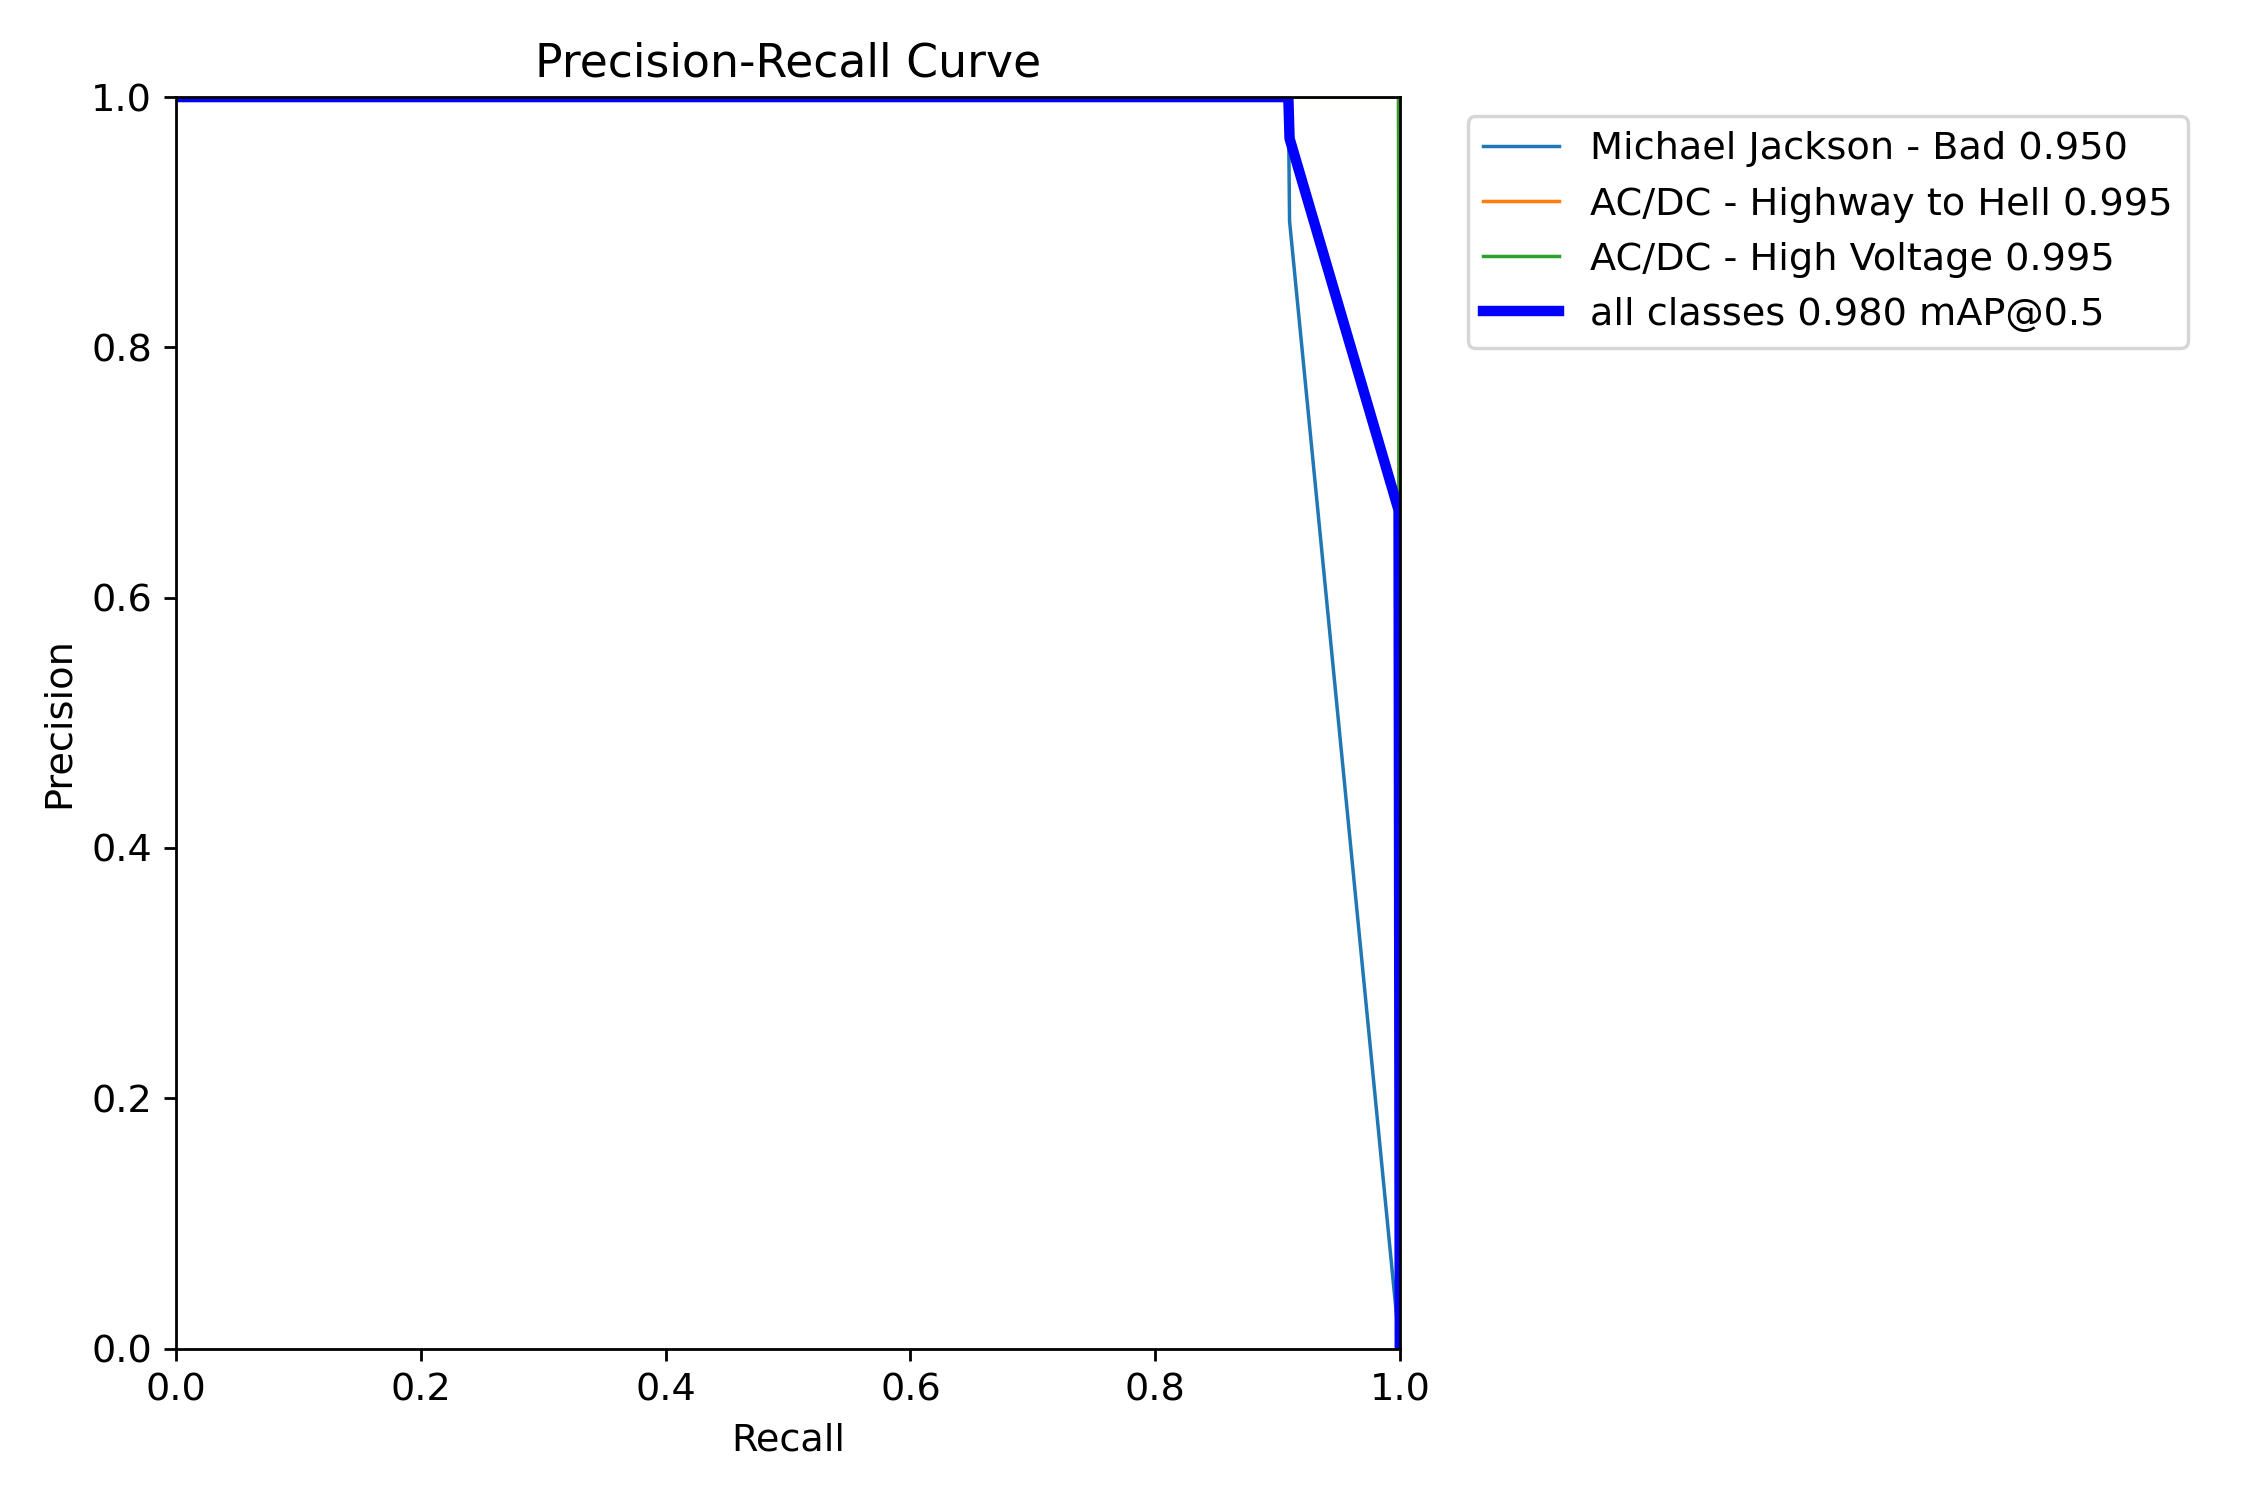 Precision-Recall Curve
1.0
0.8
0.6
0.4
0.2
0.0
Precision
0.0 0.2 0.4 0.6 0.8 1.0
Recall
Michael Jackson - Bad 0.950
AC/DC - Highway to Hell 0.995
AC/DC - High Voltage 0.995
all classes 0.980 mAP@0.5